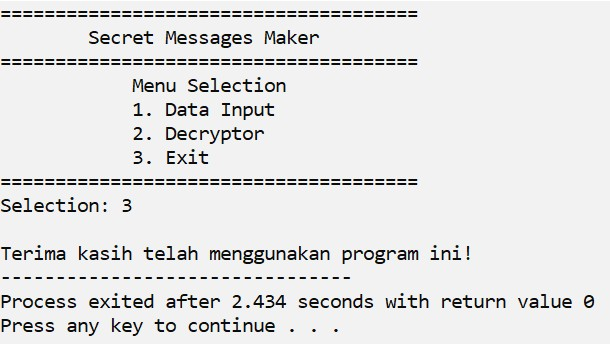 ======================================
Secret Messages Maker
======================================
Menu Selection
1. Data Input
2. Decryptor
3. Exit
======================================
Selection: 3
Terima kasih telah menggunakan program ini!
--------------------------------
Process exited after 2.434 seconds with return value 0
Press any key to continue . . .